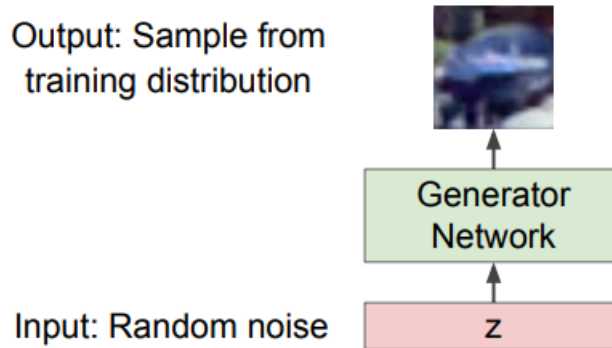 Output: Sample from
training distribution
Generator
Network
Input: Random noise
z